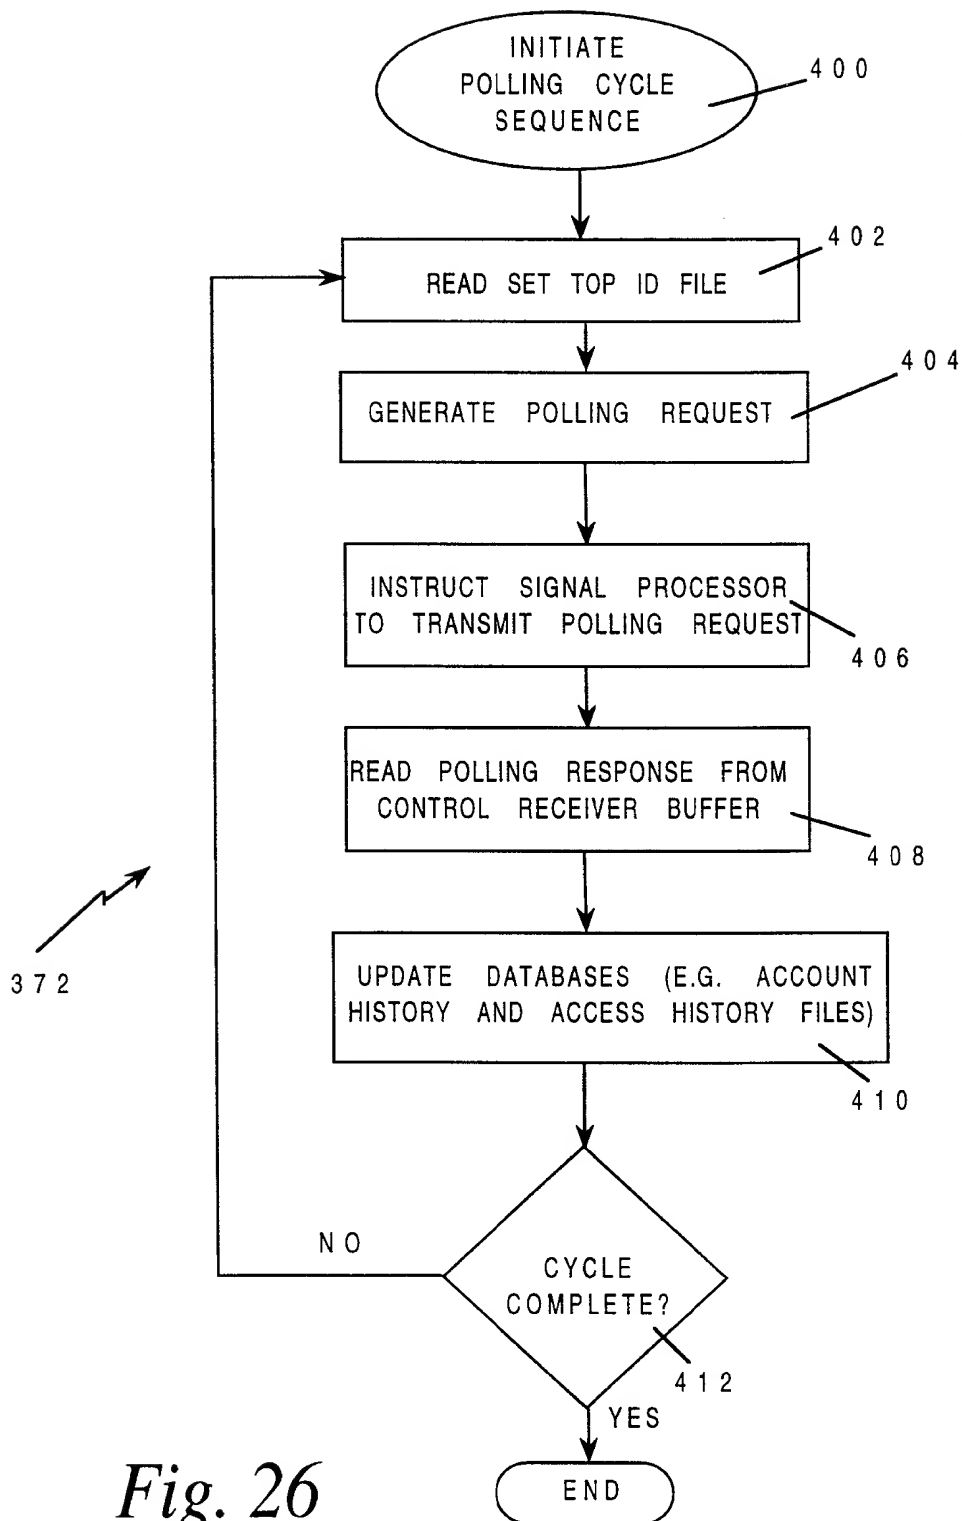 INITIATE
POLLING CYCLE
SEQUENCE
400
402
READ SET TOP ID FILE
404
GENERATE POLLING REQUEST
INSTRUCT SIGNAL PROCESSOR
TO TRANSMIT POLLING REQUEST
406
READ POLLING RESPONSE FROM
CONTROL RECEIVER BUFFER
408
372
UPDATE DATABASES (E.G. ACCOUNT
HISTORY AND ACCESS HISTORY FILES)
410
NO
CYCLE
COMPLETE?
412
YES
END
Fig. 26